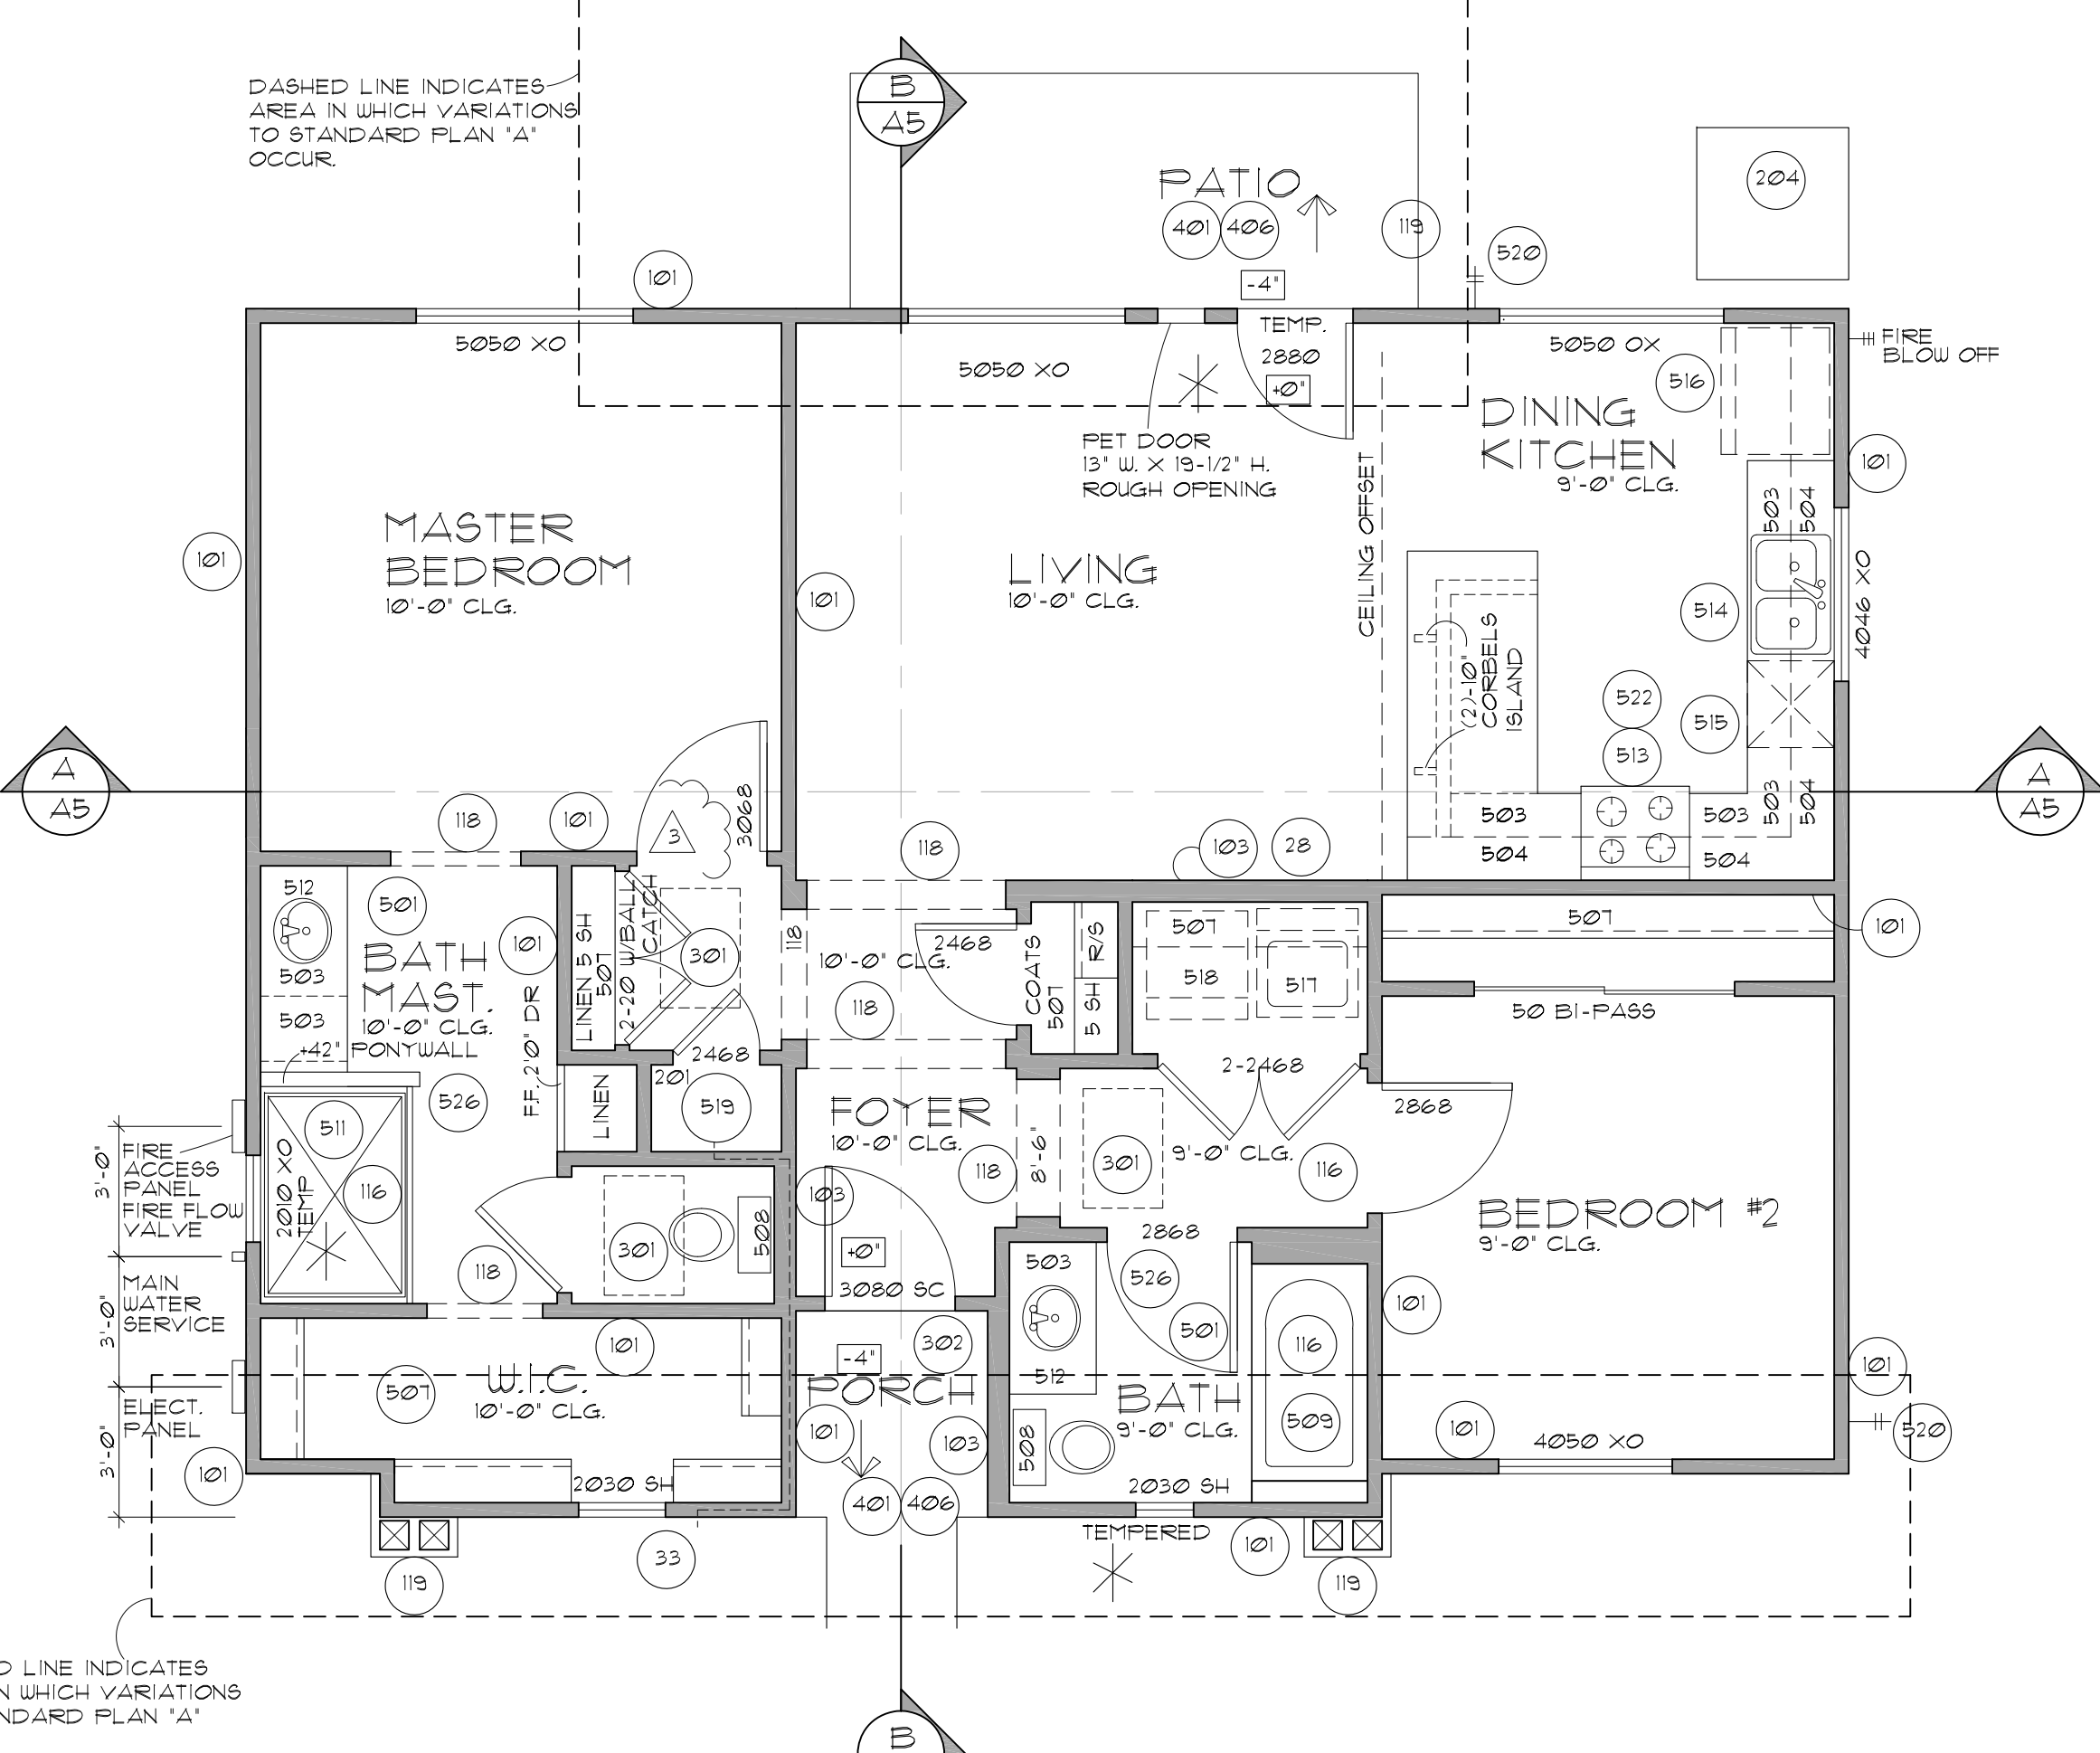 DASHED LINE INDICATES
AREA IN WHICH VARIATIONS
TO STANDARD PLAN "A"
OCCUR.
B
A5
PATIO
401
406
119
-4"
520
204
101
5050 XO
5050 XO
TEMP.
2880
+0"
5050 OX
516
FIRE
BLOW OFF
PET DOOR
13" W. X 19-1/2" H.
ROUGH OPENING
DINING
KITCHEN
9'-0" CLG.
101
MASTER
BEDROOM
10'-0" CLG.
101
101
LIVING
10'-0" CLG.
CEILING OFFSET
503
504
514
4046 XO
(2)-10"
CORBELS
ISLAND
522
513
515
A
A5
A
A5
118
101
3
3068
118
103
28
503
504
503
504
503
504
512
501
503
503
BATH
MAST.
10'-0" CLG.
+42" PONYWALL
101
F.F. 2'0" DR
LINEN 5 SH
507
2-20 W/BALL
CATCH
301
118
10'-0" CLG.
2468
118
COATS
507
5 SH
R/S
507
518
517
507
101
50 BI-PASS
2468
201
519
LINEN
526
511
116
2010 XO
TEMP
FIRE
ACCESS
PANEL
FIRE FLOW
VALVE
3'-0"
MAIN
WATER
SERVICE
3'-0"
ELECT.
PANEL
3'-0"
101
FOYER
10'-0" CLG.
118
8'-6"
2-2468
301
9'-0" CLG.
116
2868
BEDROOM #2
9'-0" CLG.
103
+0"
3080 SC
118
301
508
2868
503
526
501
512
116
509
101
302
-4"
PORCH
101
103
401
406
101
507
W.I.C.
10'-0" CLG.
2030 SH
33
119
BATH
9'-0" CLG.
508
2030 SH
TEMPERED
101
119
101
4050 XO
101
520
LINE INDICATES
WHICH VARIATIONS
PLAN "A"
B